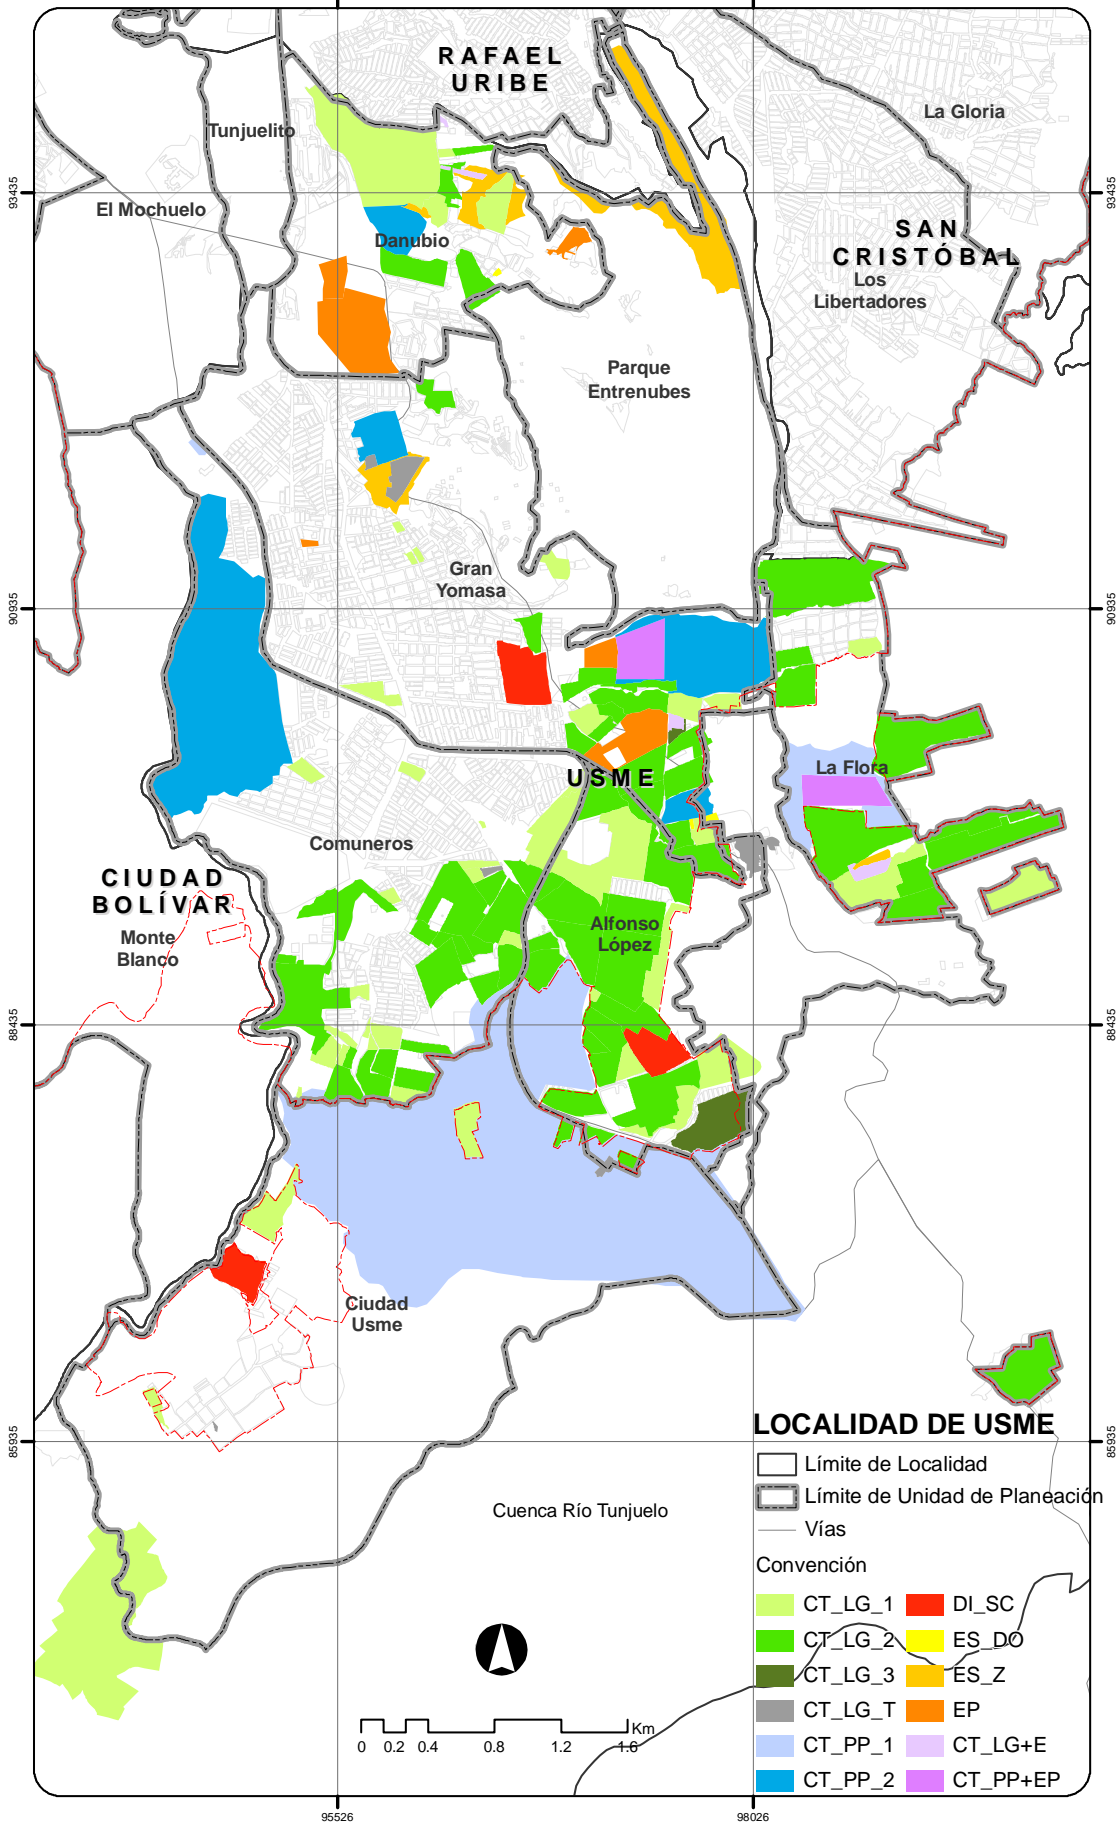 RAFAEL
URIBE
La Gloria
Tunjuelito
93435
93435
El Mochuelo
SAN
CRISTÓBAL
Danubio
Los
Libertadores
Parque
Entrenubes
Gran
Yomasa
90935
90935
La Flora
USME
Comuneros
CIUDAD
BOLÍVAR
Monte
Blanco
Alfonso
López
88435
88435
Ciudad
Usme
85935
85935
LOCALIDAD DE USME
Límite de Localidad
Límite de Unidad de Planeación
Vías
Cuenca Río Tunjuelo
Convención
CT_LG_1
DI_SC
CT_LG_2
ES_DO
CT_LG_3
ES_Z
CT_LG_T
EP
CT_PP_1
CT_LG+E
CT_PP_2
CT_PP+EP
Km
0 0.2 0.4 0.8 1.2 1.6
95526
98026